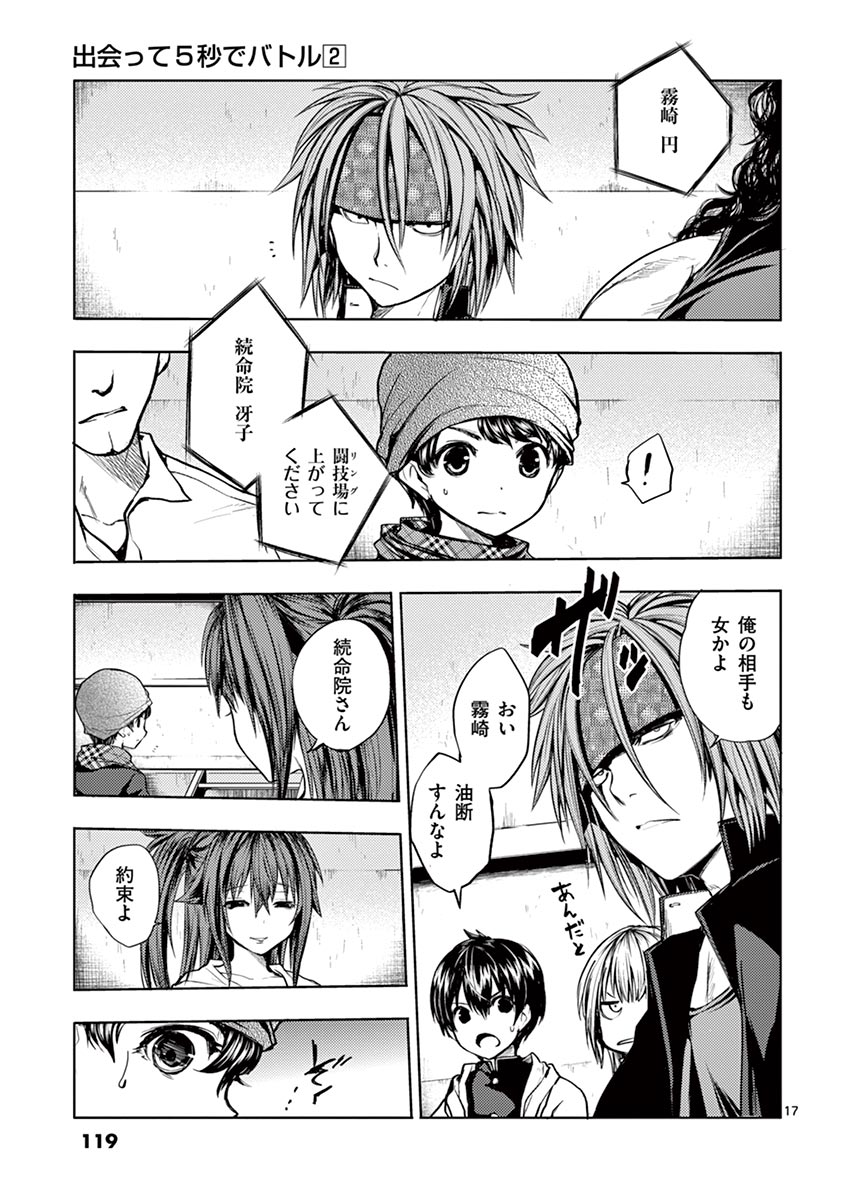 出会って5秒でバトル2
霧崎 円
続命院 冴子
闘技場に
リング
上がって
ください
!
ザッ
俺の相手も
女かよ
おい
霧崎
油断
すんなよ
あんだと
続命院さん
約束よ
17
119